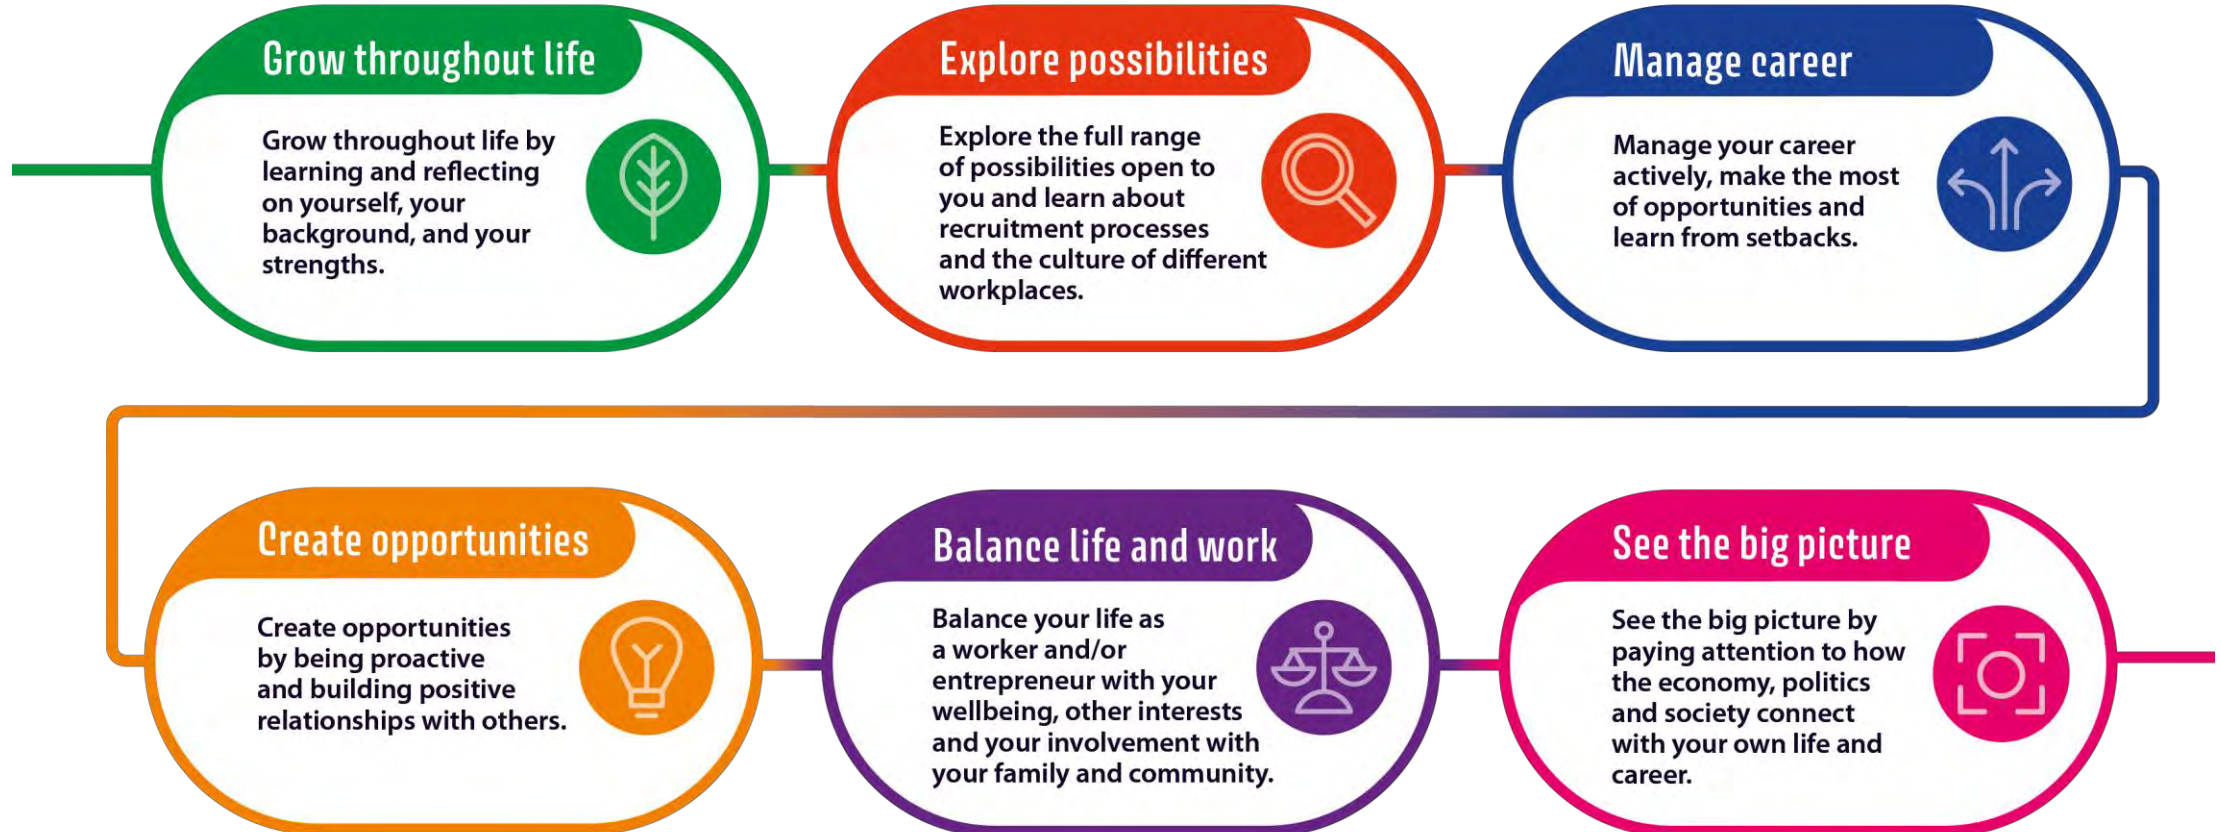 Grow throughout life
Grow throughout life by
learning and reflecting
on yourself, your
background, and your
strengths.
Explore possibilities
Explore the full range
of possibilities open to
you and learn about
recruitment processes
and the culture of different
workplaces.
Manage career
Manage your career
actively, make the most
of opportunities and
learn from setbacks.
Create opportunities
Create opportunities
by being proactive
and building positive
relationships with others.
Balance life and work
Balance your life as
a worker and/or
entrepreneur with your
wellbeing, other interests
and your involvement with
your family and community.
See the big picture
See the big picture by
paying attention to how
the economy, politics
and society connect
with your own life and
career.